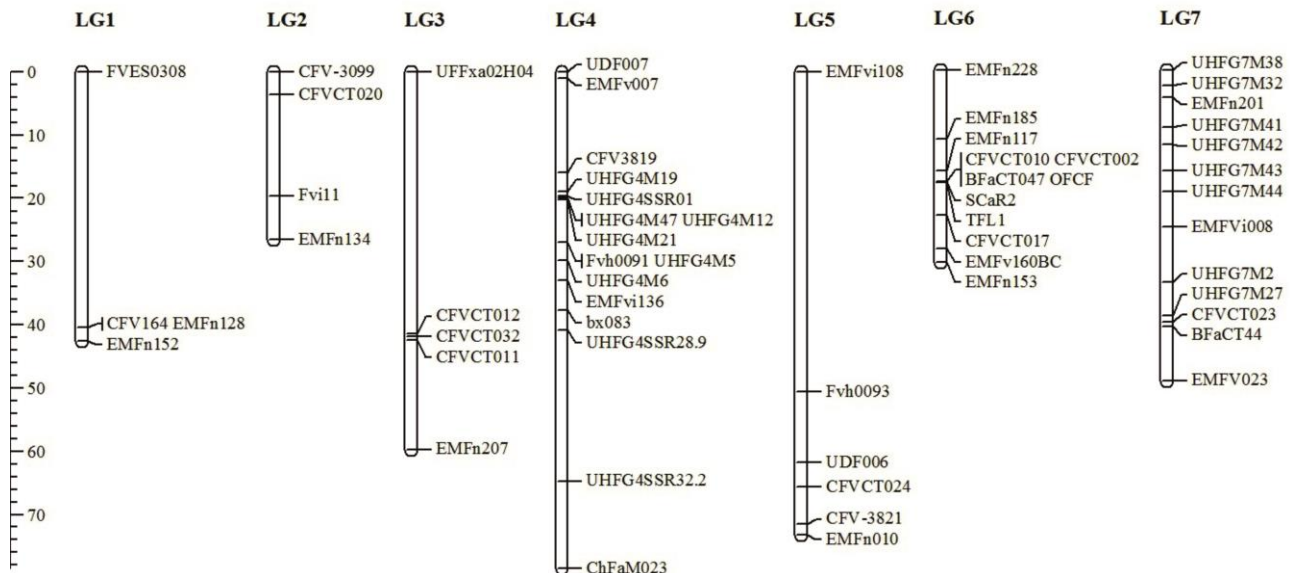 LG1 LG2 LG3 LG4 LG5 LG6 LG7
0
10
20
30
40
50
60
70
FVES0308
CFV164 EMFn128
EMFn152
CFV-3099
CFVCT020
Fvi11
EMFn134
UFFxa02H04
CFVCT012
CFVCT032
CFVCT011
EMFn207
UDF007
EMFv007
CFV3819
UHFG4M19
UHFG4SSR01
UHFG4M47 UHFG4M12
UHFG4M21
Fvh0091 UHFG4M5
UHFG4M6
EMFvi136
bx083
UHFG4SSR28.9
UHFG4SSR32.2
ChFaM023
EMFvi108
Fvh0093
UDF006
CFVCT024
CFV-3821
EMFn010
EMFn228
EMFn185
EMFn117
CFVCT010 CFVCT002
BFaCT047 OFCF
SCaR2
TFL1
CFVCT017
EMFv160BC
EMFn153
UHFG7M38
UHFG7M32
EMFn201
UHFG7M41
UHFG7M42
UHFG7M43
UHFG7M44
EMFVi008
UHFG7M2
UHFG7M27
CFVCT023
BFaCT44
EMFV023